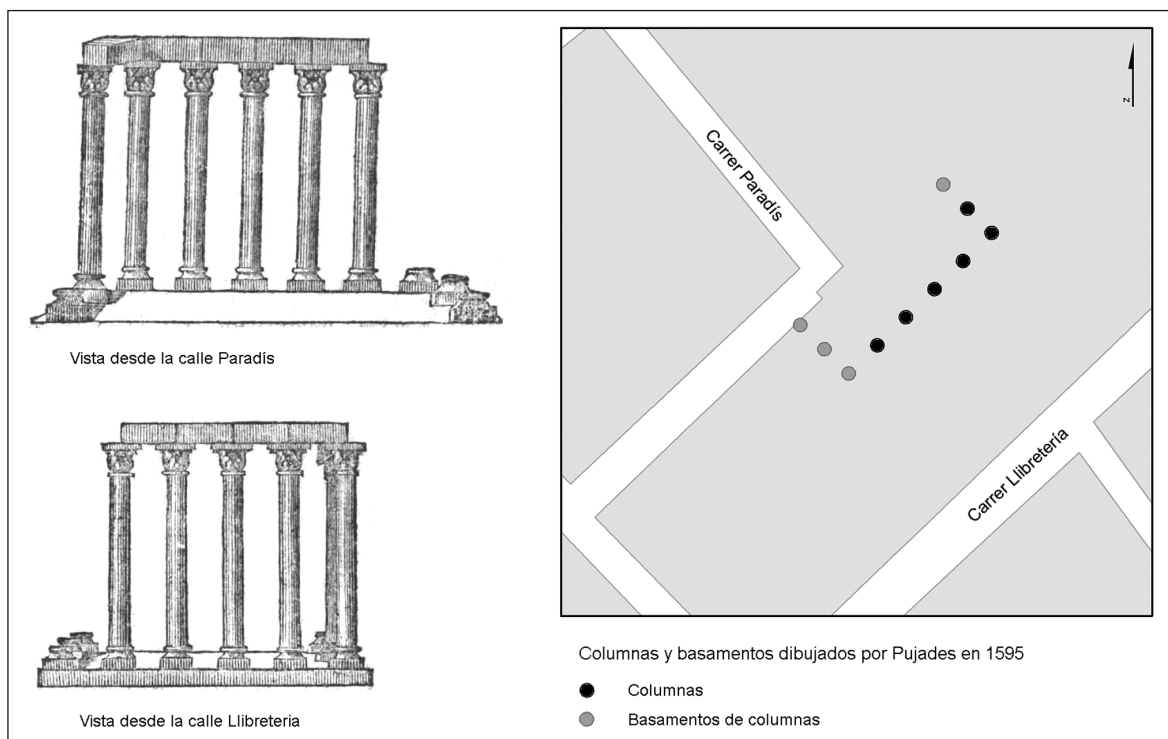 Vista desde la calle Paradís
Vista desde la calle Llibreteria
Carrer Paradís
Carrer Llibretería
N
Columnas y basamentos dibujados por Pujades en 1595
Columnas
Basamentos de columnas